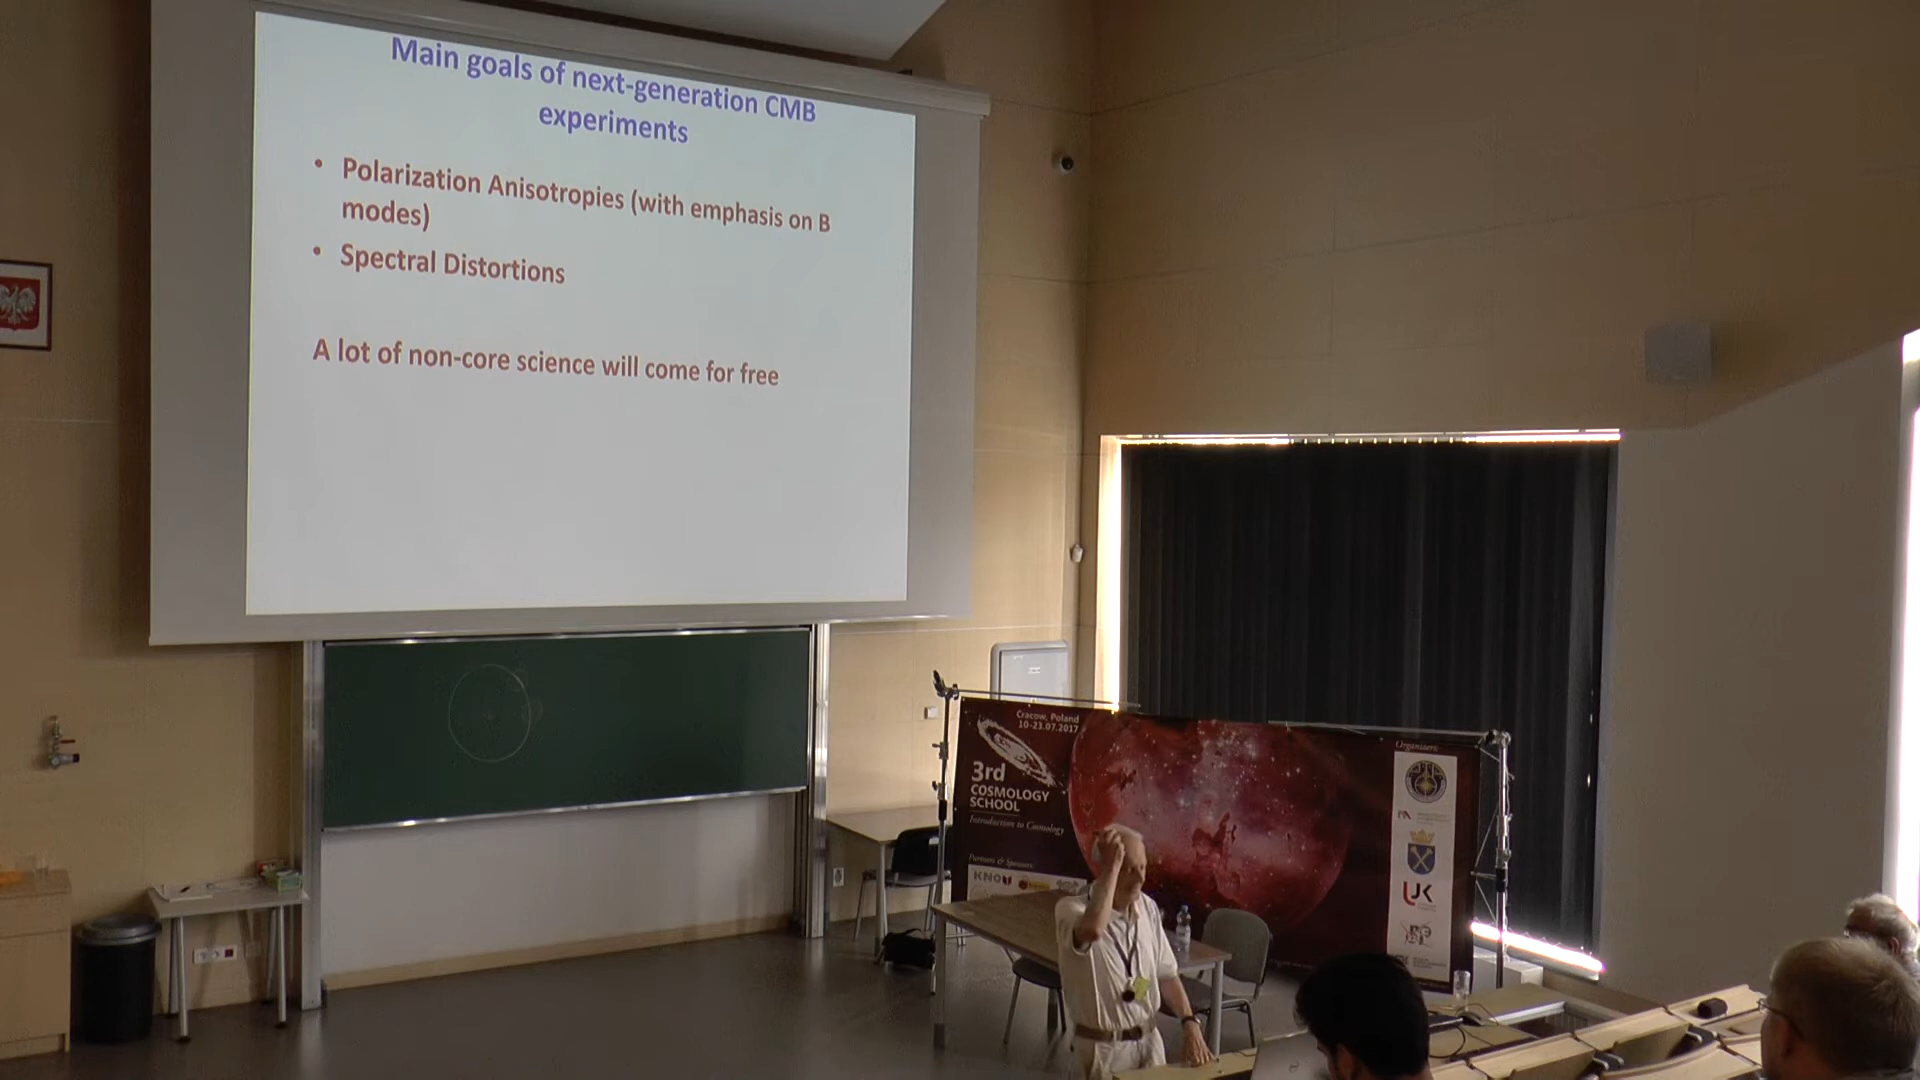 Main goals of next-generation CMB
experiments
• Polarization Anisotropies (with emphasis on B
modes)
• Spectral Distortions
A lot of non-core science will come for free
Cracow, Poland
10-23.07.2017
3rd
COSMOLOGY
SCHOOL
Introduction to Cosmology
Partners & Sponsors:
Organizers:
UK